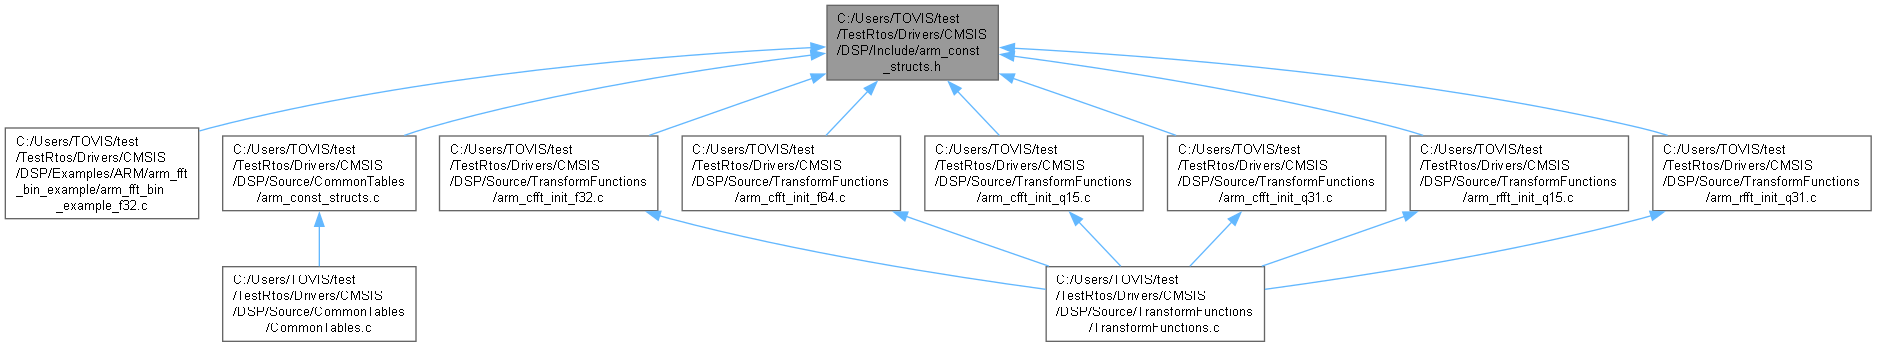 C:/Users/TOVIS/test
/TestRtos/Drivers/CMSIS
/DSP/Include/arm_const
_structs.h
C:/Users/TOVIS/test
/TestRtos/Drivers/CMSIS
/DSP/Examples/ARM/arm_fft
_bin_example/arm_fft_bin
_example_f32.c
C:/Users/TOVIS/test
/TestRtos/Drivers/CMSIS
/DSP/Source/CommonTables
/arm_const_structs.c
C:/Users/TOVIS/test
/TestRtos/Drivers/CMSIS
/DSP/Source/TransformFunctions
/arm_cfft_init_f32.c
C:/Users/TOVIS/test
/TestRtos/Drivers/CMSIS
/DSP/Source/TransformFunctions
/arm_cfft_init_f64.c
C:/Users/TOVIS/test
/TestRtos/Drivers/CMSIS
/DSP/Source/TransformFunctions
/arm_cfft_init_q15.c
C:/Users/TOVIS/test
/TestRtos/Drivers/CMSIS
/DSP/Source/TransformFunctions
/arm_cfft_init_q31.c
C:/Users/TOVIS/test
/TestRtos/Drivers/CMSIS
/DSP/Source/TransformFunctions
/arm_rfft_init_q15.c
C:/Users/TOVIS/test
/TestRtos/Drivers/CMSIS
/DSP/Source/TransformFunctions
/arm_rfft_init_q31.c
C:/Users/TOVIS/test
/TestRtos/Drivers/CMSIS
/DSP/Source/CommonTables
/CommonTables.c
C:/Users/TOVIS/test
/TestRtos/Drivers/CMSIS
/DSP/Source/TransformFunctions
/TransformFunctions.c